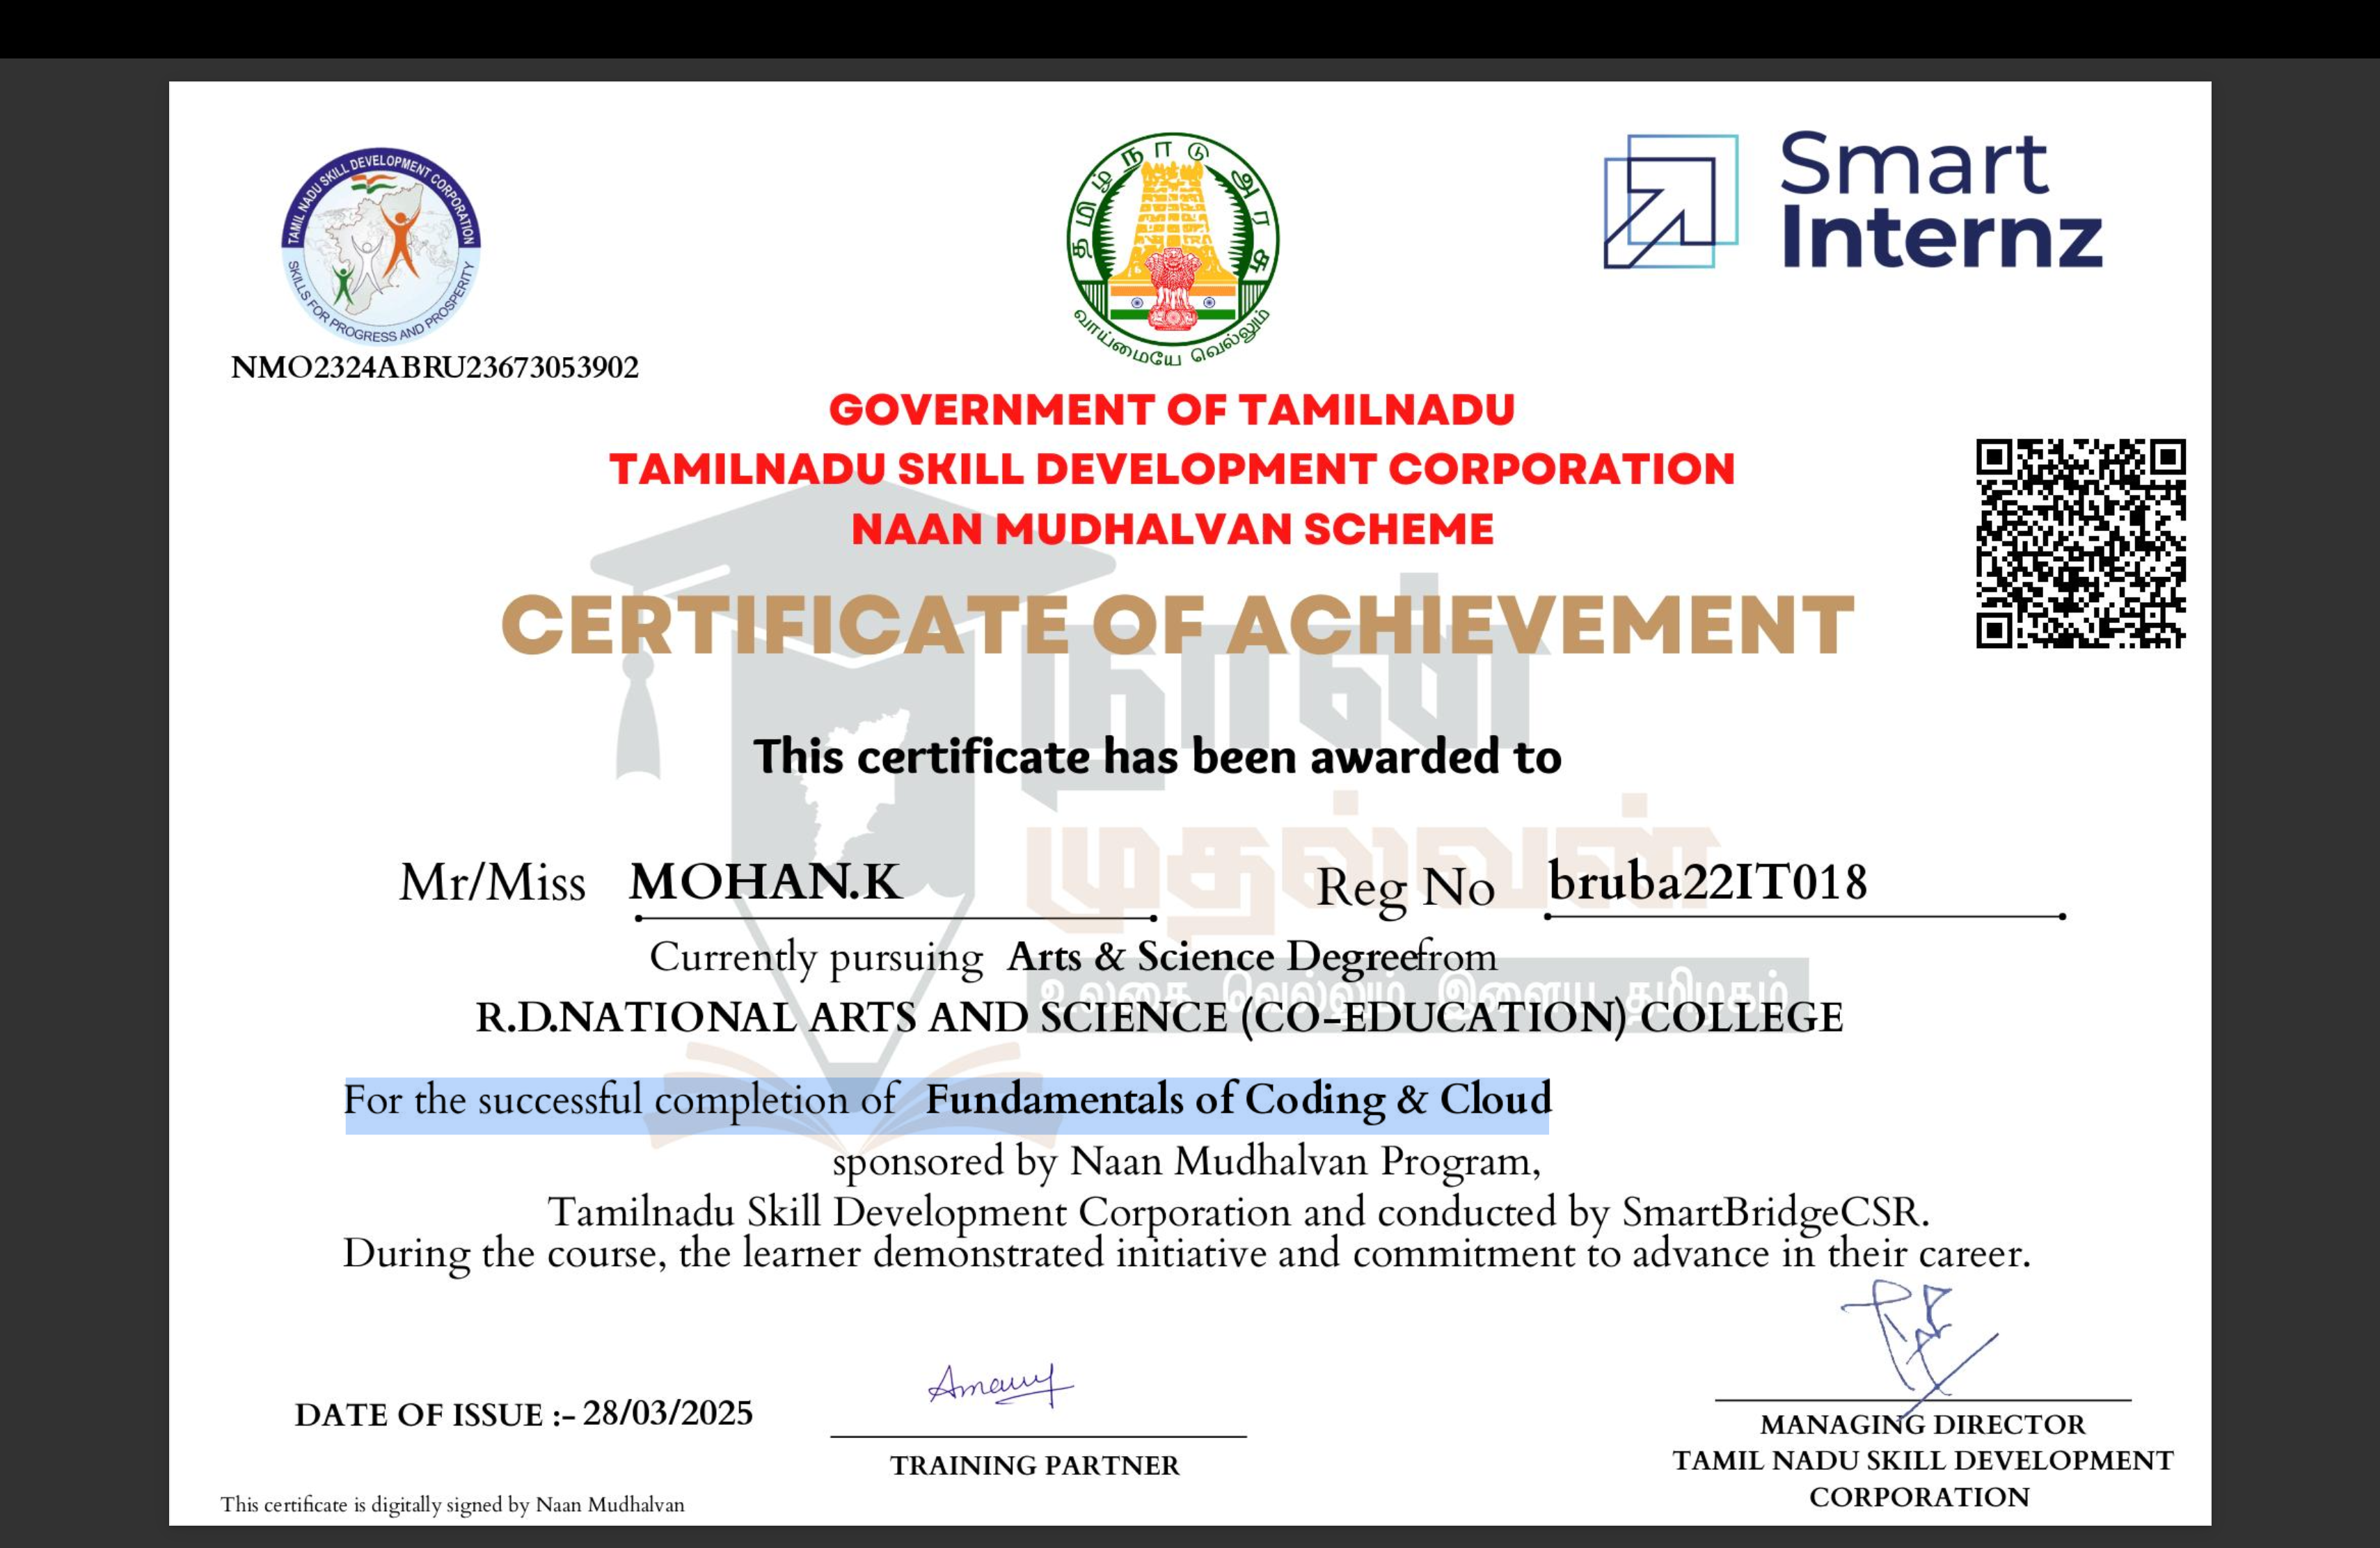 TAMIL NADU SKILL DEVELOPMENT CORPORATION
SKILLS FOR PROGRESS AND PROSPERITY
தமிழ்நாடு அரசு
வாய்மையே வெல்லும்
Smart
Internz
NMO2324ABRU23673053902
GOVERNMENT OF TAMILNADU
TAMILNADU SKILL DEVELOPMENT CORPORATION
NAAN MUDHALVAN SCHEME
CERTIFICATE OF ACHIEVEMENT
நான்
This certificate has been awarded to
முதல்வன்
Mr/Miss MOHAN.K Reg No bruba22IT018
Currently pursuing Arts & Science Degreefrom
உலகை வெல்லும் இளைய தமிழகம்
R.D.NATIONAL ARTS AND SCIENCE (CO-EDUCATION) COLLEGE
For the successful completion of Fundamentals of Coding & Cloud
sponsored by Naan Mudhalvan Program,
Tamilnadu Skill Development Corporation and conducted by SmartBridgeCSR.
During the course, the learner demonstrated initiative and commitment to advance in their career.
DATE OF ISSUE :- 28/03/2025
TRAINING PARTNER
MANAGING DIRECTOR
TAMIL NADU SKILL DEVELOPMENT
CORPORATION
This certificate is digitally signed by Naan Mudhalvan